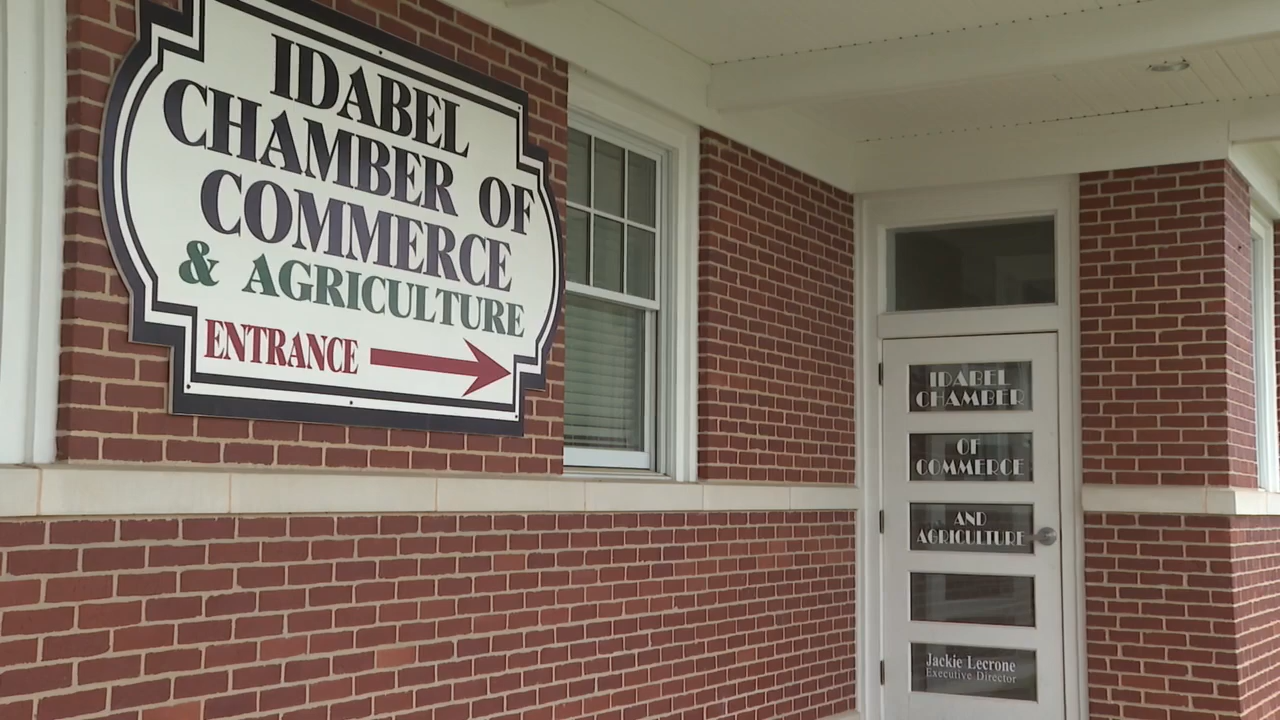 IDABEL
CHAMBER OF
COMMERCE
& AGRICULTURE
ENTRANCE
IDABEL
CHAMBER
OF
COMMERCE
AND
AGRICULTURE
Jackie Lecrone
Executive Director